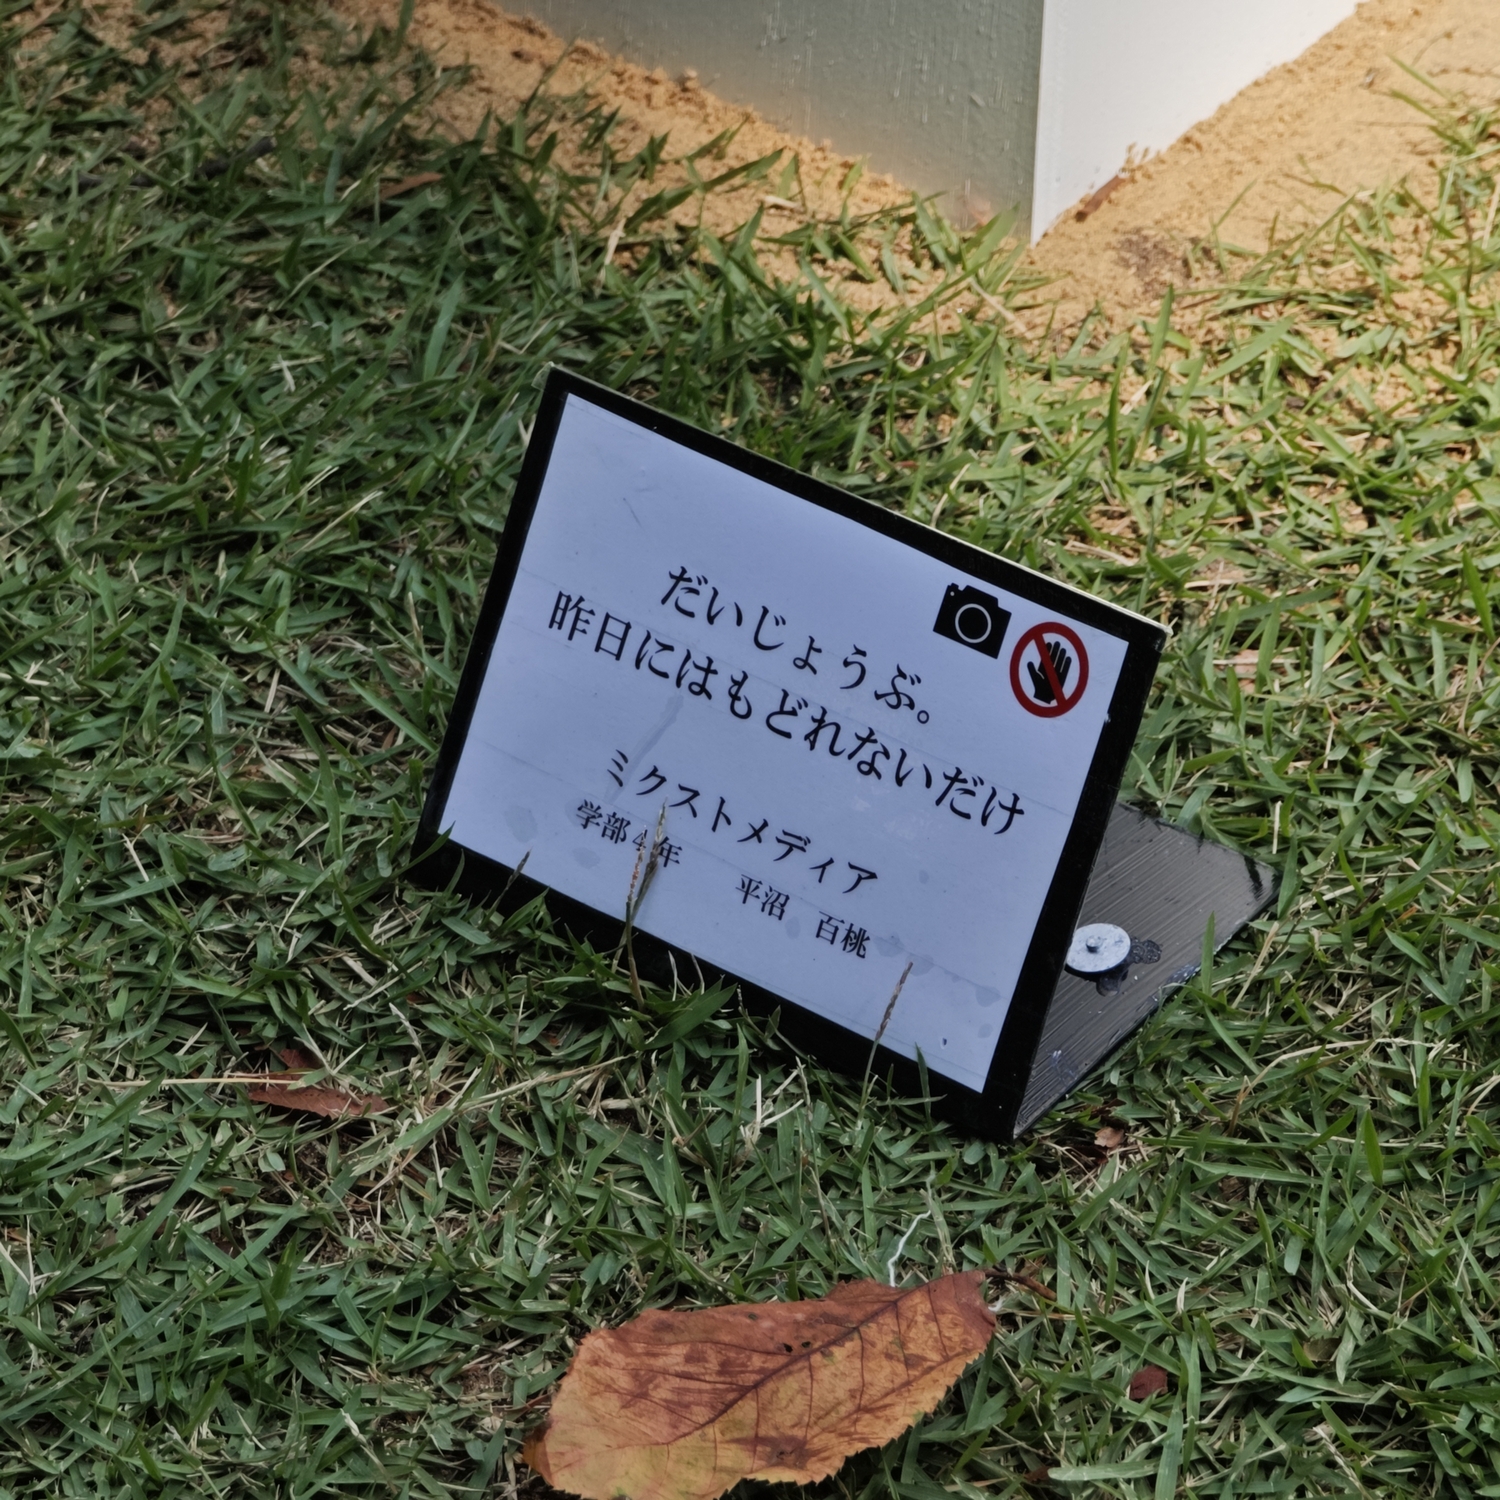 だいじょうぶ。
昨日にはもどれないだけ
ミクストメディア
学部4年 平沼 百桃